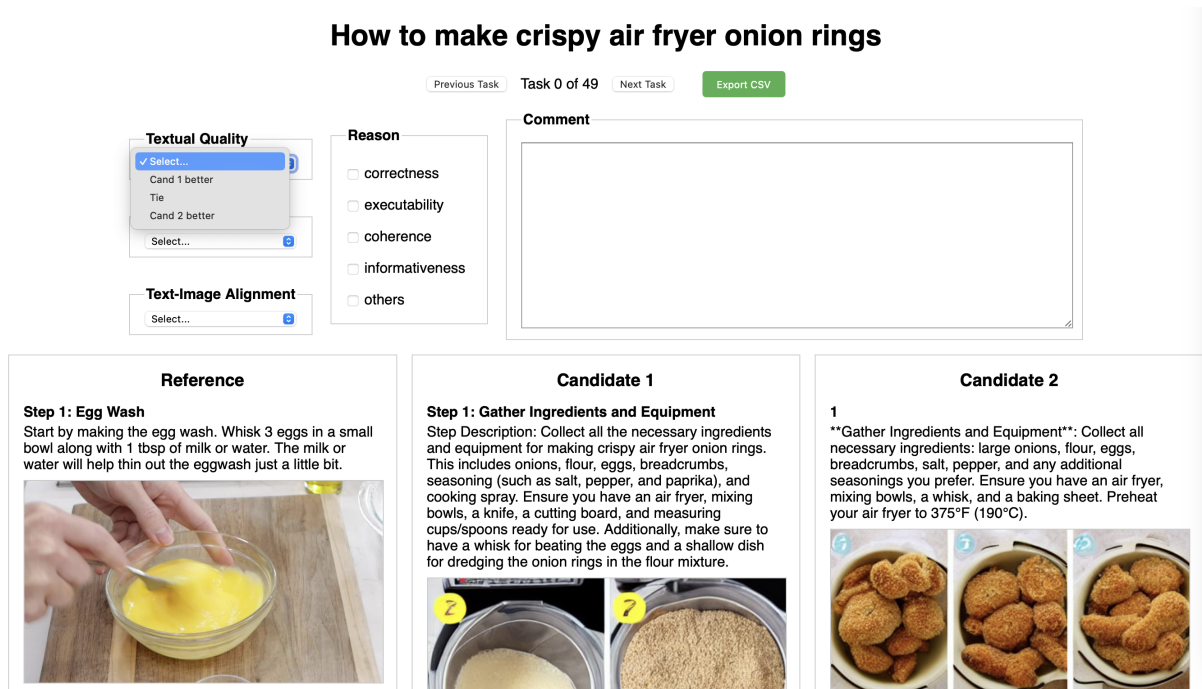 How to make crispy air fryer onion rings
Previous Task
Task 0 of 49
Next Task
Export CSV
Textual Quality
✓ Select...
Cand 1 better
Tie
Cand 2 better
Select...
Text-Image Alignment
Select...
Reason
correctness
executability
coherence
informativeness
others
Comment
Reference
Step 1: Egg Wash
Start by making the egg wash. Whisk 3 eggs in a small
bowl along with 1 tbsp of milk or water. The milk or
water will help thin out the eggwash just a little bit.
Candidate 1
Step 1: Gather Ingredients and Equipment
Step Description: Collect all the necessary ingredients
and equipment for making crispy air fryer onion rings.
This includes onions, flour, eggs, breadcrumbs,
seasoning (such as salt, pepper, and paprika), and
cooking spray. Ensure you have an air fryer, mixing
bowls, a knife, a cutting board, and measuring
cups/spoons ready for use. Additionally, make sure to
have a whisk for beating the eggs and a shallow dish
for dredging the onion rings in the flour mixture.
2
Candidate 2
1
**Gather Ingredients and Equipment**: Collect all
necessary ingredients: large onions, flour, eggs,
breadcrumbs, salt, pepper, and any additional
seasonings you prefer. Ensure you have an air fryer,
mixing bowls, a whisk, and a baking sheet. Preheat
your air fryer to 375°F (190°C).